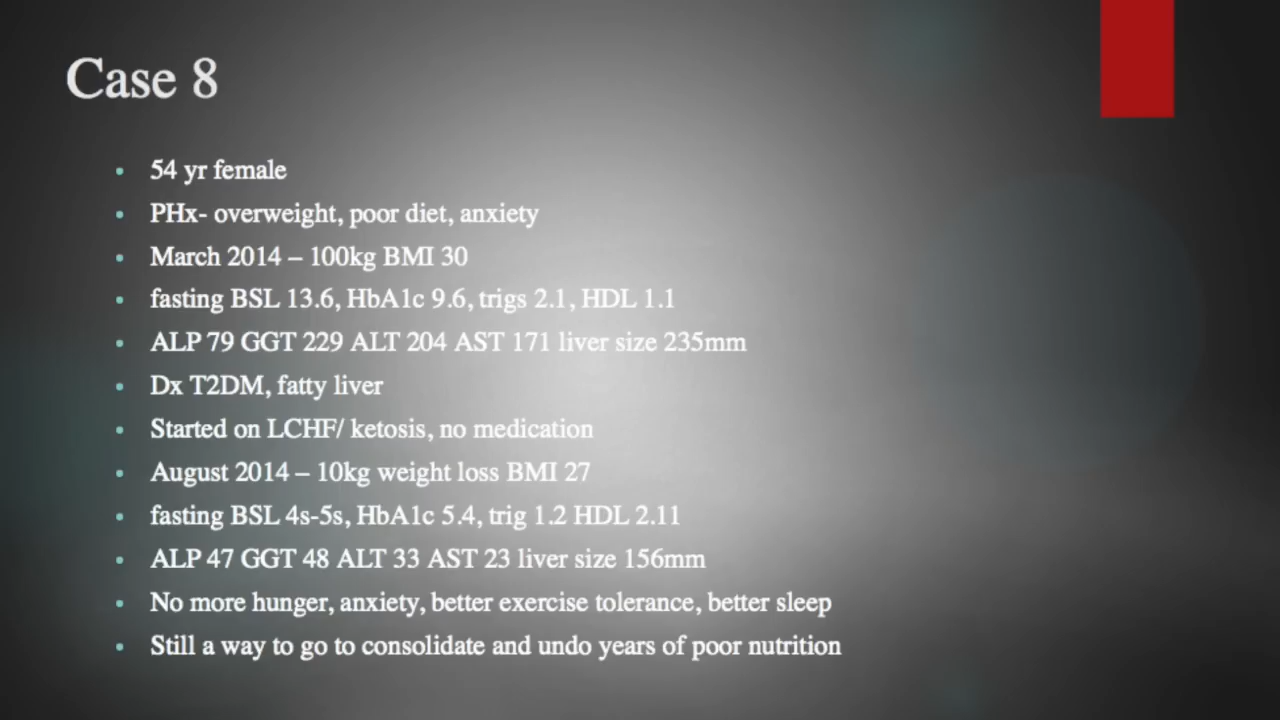 Case 8
• 54 yr female
• PHx- overweight, poor diet, anxiety
• March 2014 – 100kg BMI 30
• fasting BSL 13.6, HbA1c 9.6, trigs 2.1, HDL 1.1
• ALP 79 GGT 229 ALT 204 AST 171 liver size 235mm
• Dx T2DM, fatty liver
• Started on LCHF/ ketosis, no medication
• August 2014 – 10kg weight loss BMI 27
• fasting BSL 4s-5s, HbA1c 5.4, trig 1.2 HDL 2.11
• ALP 47 GGT 48 ALT 33 AST 23 liver size 156mm
• No more hunger, anxiety, better exercise tolerance, better sleep
• Still a way to go to consolidate and undo years of poor nutrition